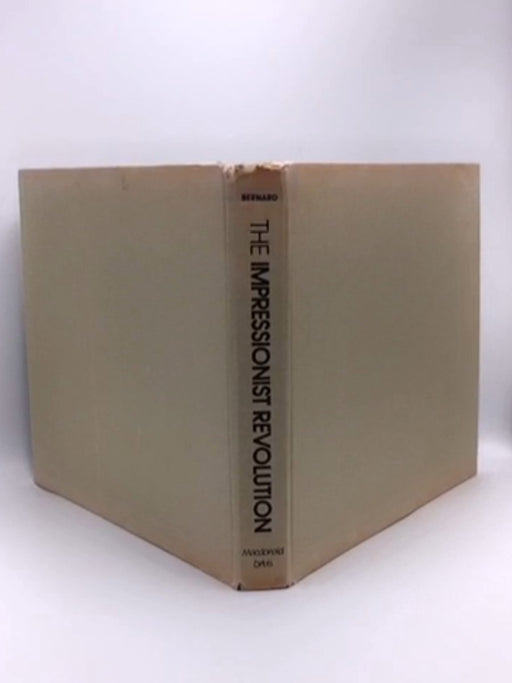 BERNARD
THE IMPRESSIONIST REVOLUTION
Macdonald
Orbis